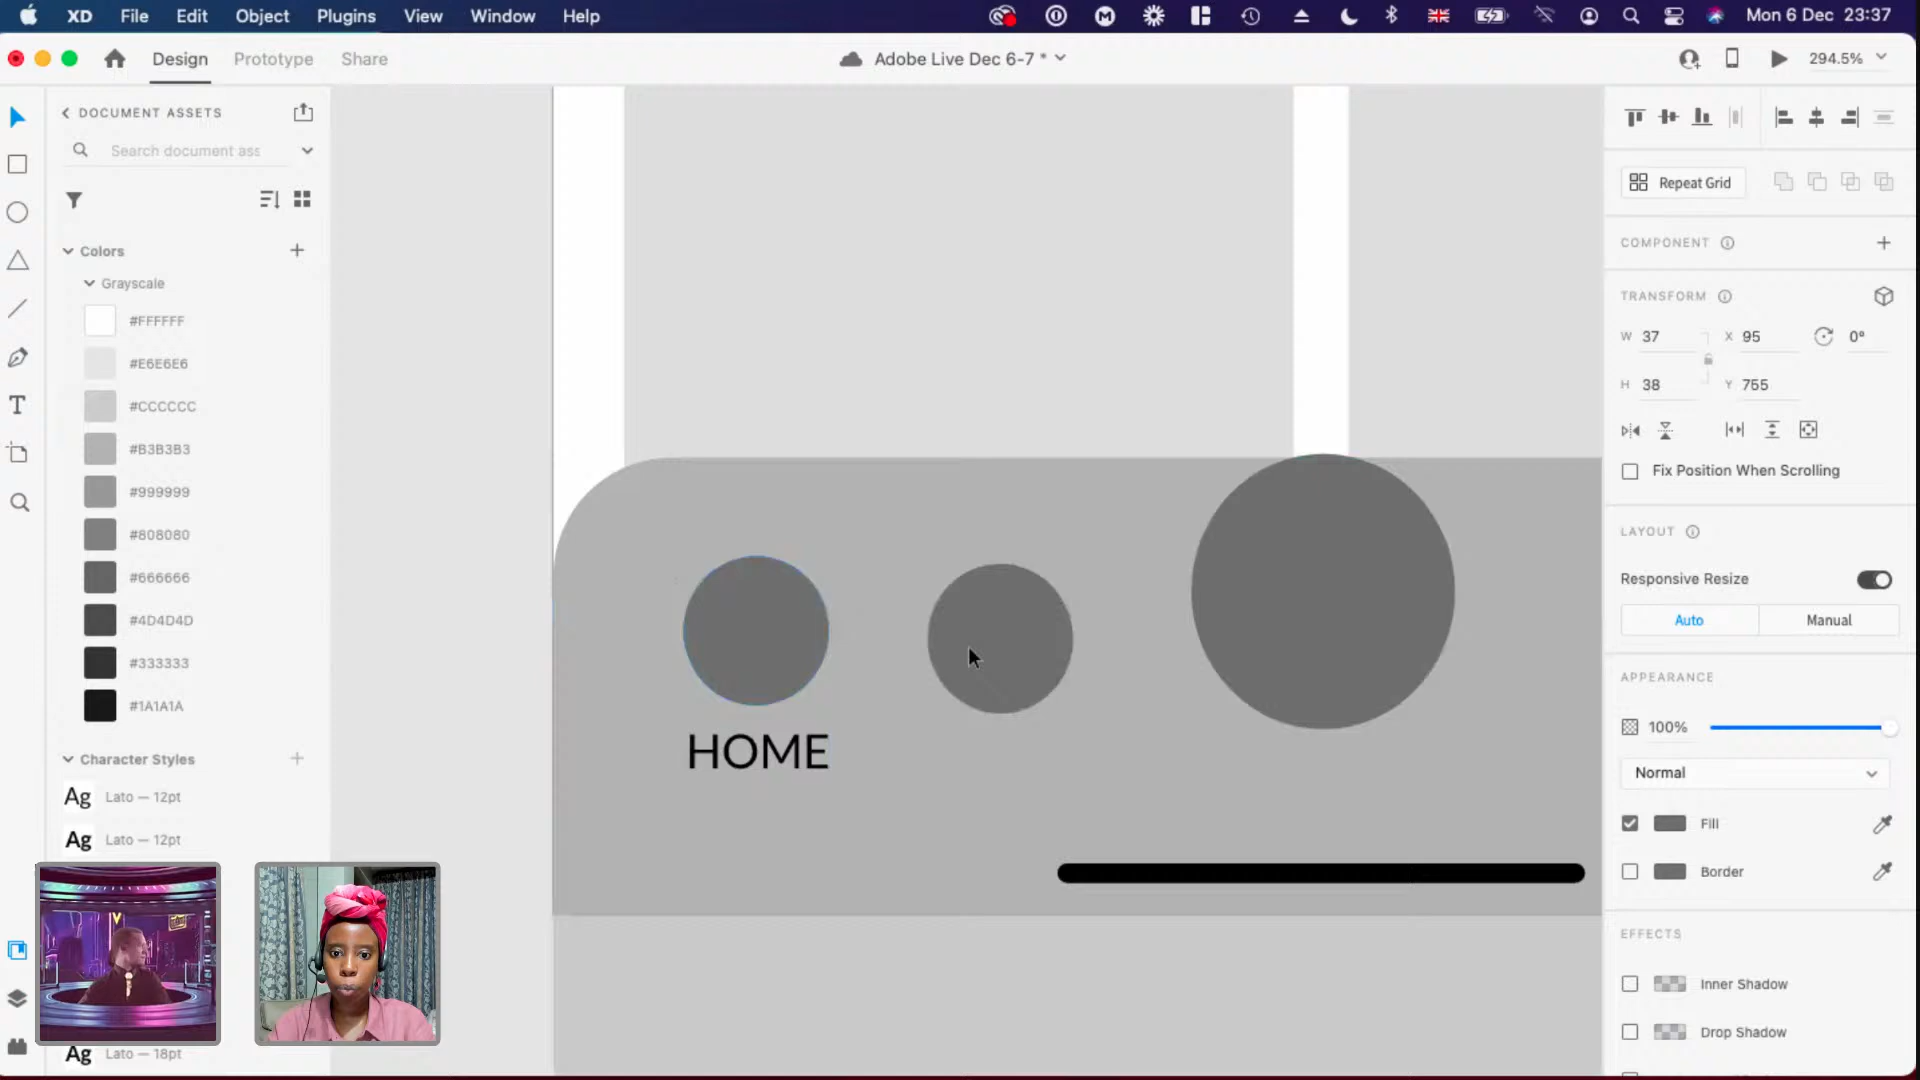 XD File Edit Object Plugins View Window Help Mon 6 Dec 23:37
Design Prototype Share Adobe Live Dec 6-7 * 294.5%
DOCUMENT ASSETS
Search document ass
Colors
Grayscale
#FFFFFF
#E6E6E6
#CCCCCC
#B3B3B3
#999999
#808080
#666666
#4D4D4D
#333333
#1A1A1A
Character Styles
Ag Lato — 12pt
Ag Lato — 12pt
Ag Lato — 18pt
HOME
Repeat Grid
COMPONENT
TRANSFORM
W 37 X 95 0°
H 38 Y 755
Fix Position When Scrolling
LAYOUT
Responsive Resize
Auto Manual
APPEARANCE
100%
Normal
Fill
Border
EFFECTS
Inner Shadow
Drop Shadow